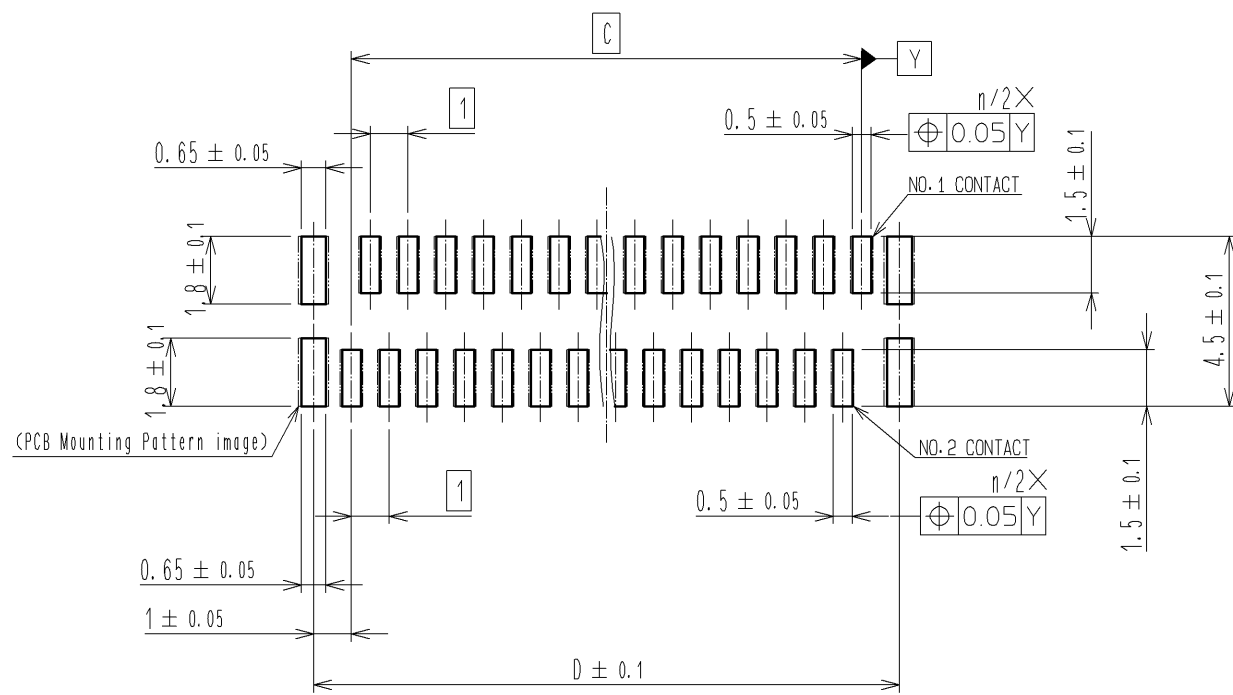 C
Y
1
n/2X
0.5 ± 0.05
⌖ 0.05 Y
0.65 ± 0.05
1.5 ± 0.1
NO.1 CONTACT
1.8 ± 0.1
4.5 ± 0.1
1.8 ± 0.1
(PCB Mounting Pattern image)
NO.2 CONTACT
1
n/2X
0.5 ± 0.05
⌖ 0.05 Y
1.5 ± 0.1
0.65 ± 0.05
1 ± 0.05
D ± 0.1